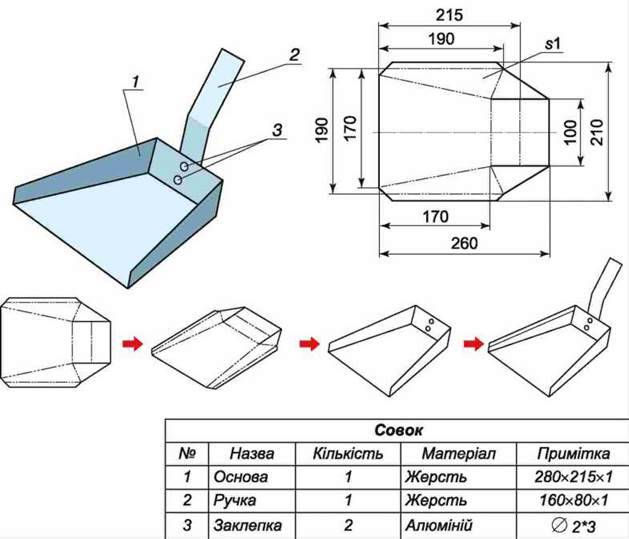 215
190
s1
1
2
3
190
170
100
210
170
260
Совок
№ Назва Кількість Матеріал Примітка
1 Основа 1 Жерсть 280×215×1
2 Ручка 1 Жерсть 160×80×1
3 Заклепка 2 Алюміній ∅ 2*3